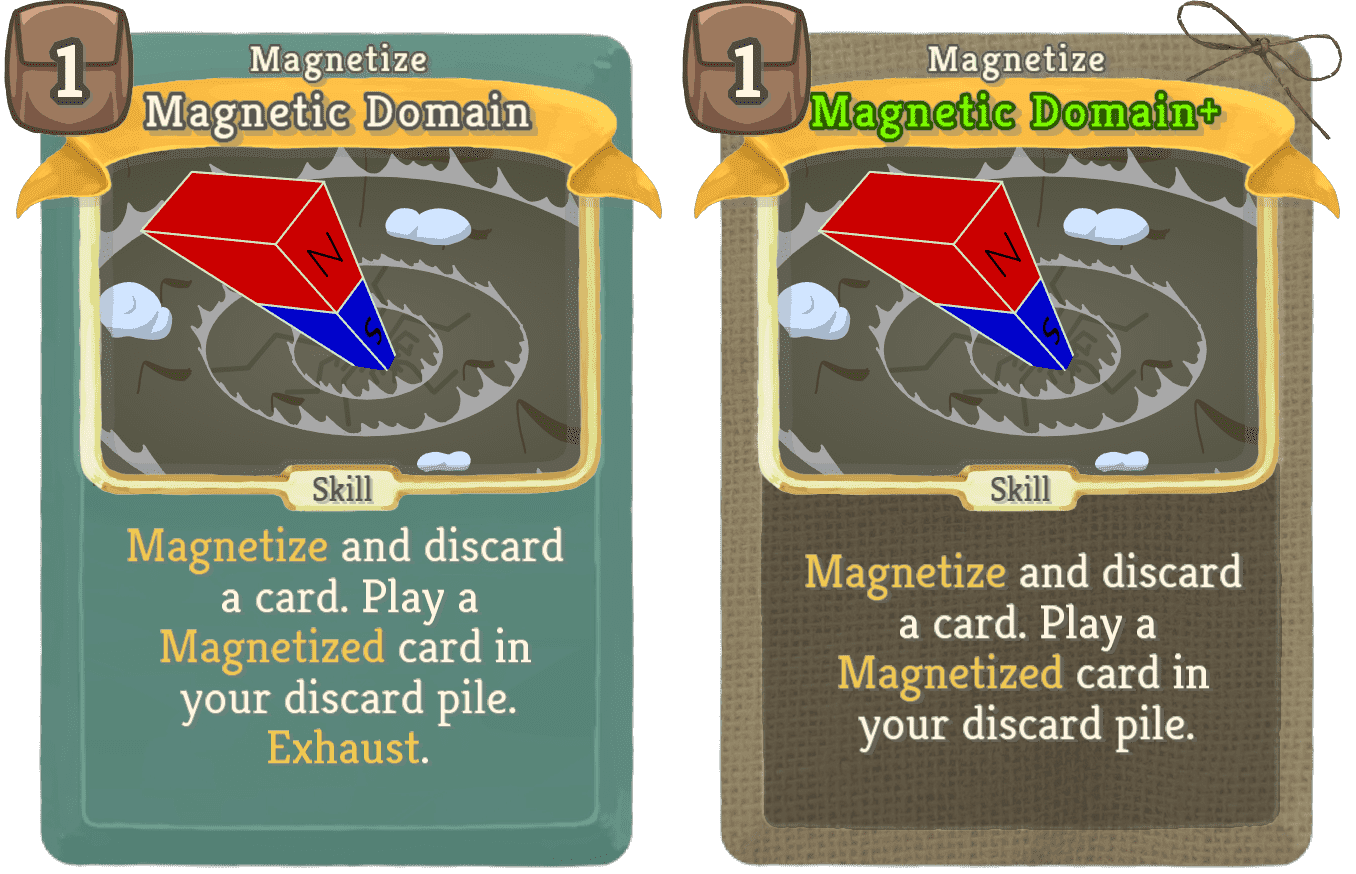 1
Magnetize
Magnetic Domain
N
S
Skill
Magnetize and discard
a card. Play a
Magnetized card in
your discard pile.
Exhaust.
1
Magnetize
Magnetic Domain+
N
S
Skill
Magnetize and discard
a card. Play a
Magnetized card in
your discard pile.